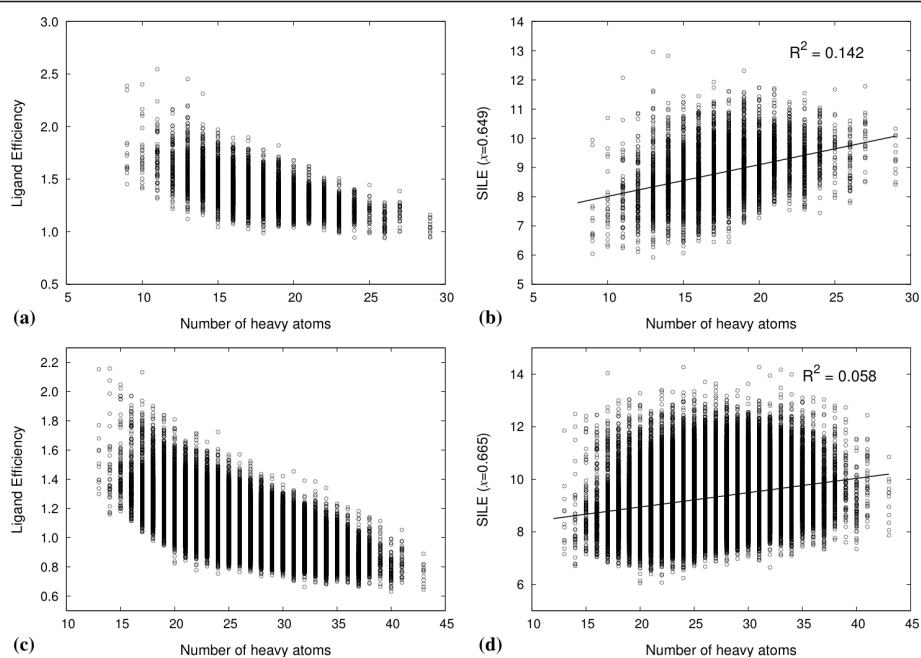 3.0
2.5
2.0
1.5
1.0
0.5
5 10 15 20 25 30
Ligand Efficiency
Number of heavy atoms
(a)
14
13
12
11
10
9
8
7
6
5
5 10 15 20 25 30
SILE (x=0.649)
R² = 0.142
Number of heavy atoms
(b)
2.2
2.0
1.8
1.6
1.4
1.2
1.0
0.8
0.6
10 15 20 25 30 35 40 45
Ligand Efficiency
Number of heavy atoms
(c)
14
12
10
8
6
10 15 20 25 30 35 40 45
SILE (x=0.665)
R² = 0.058
Number of heavy atoms
(d)